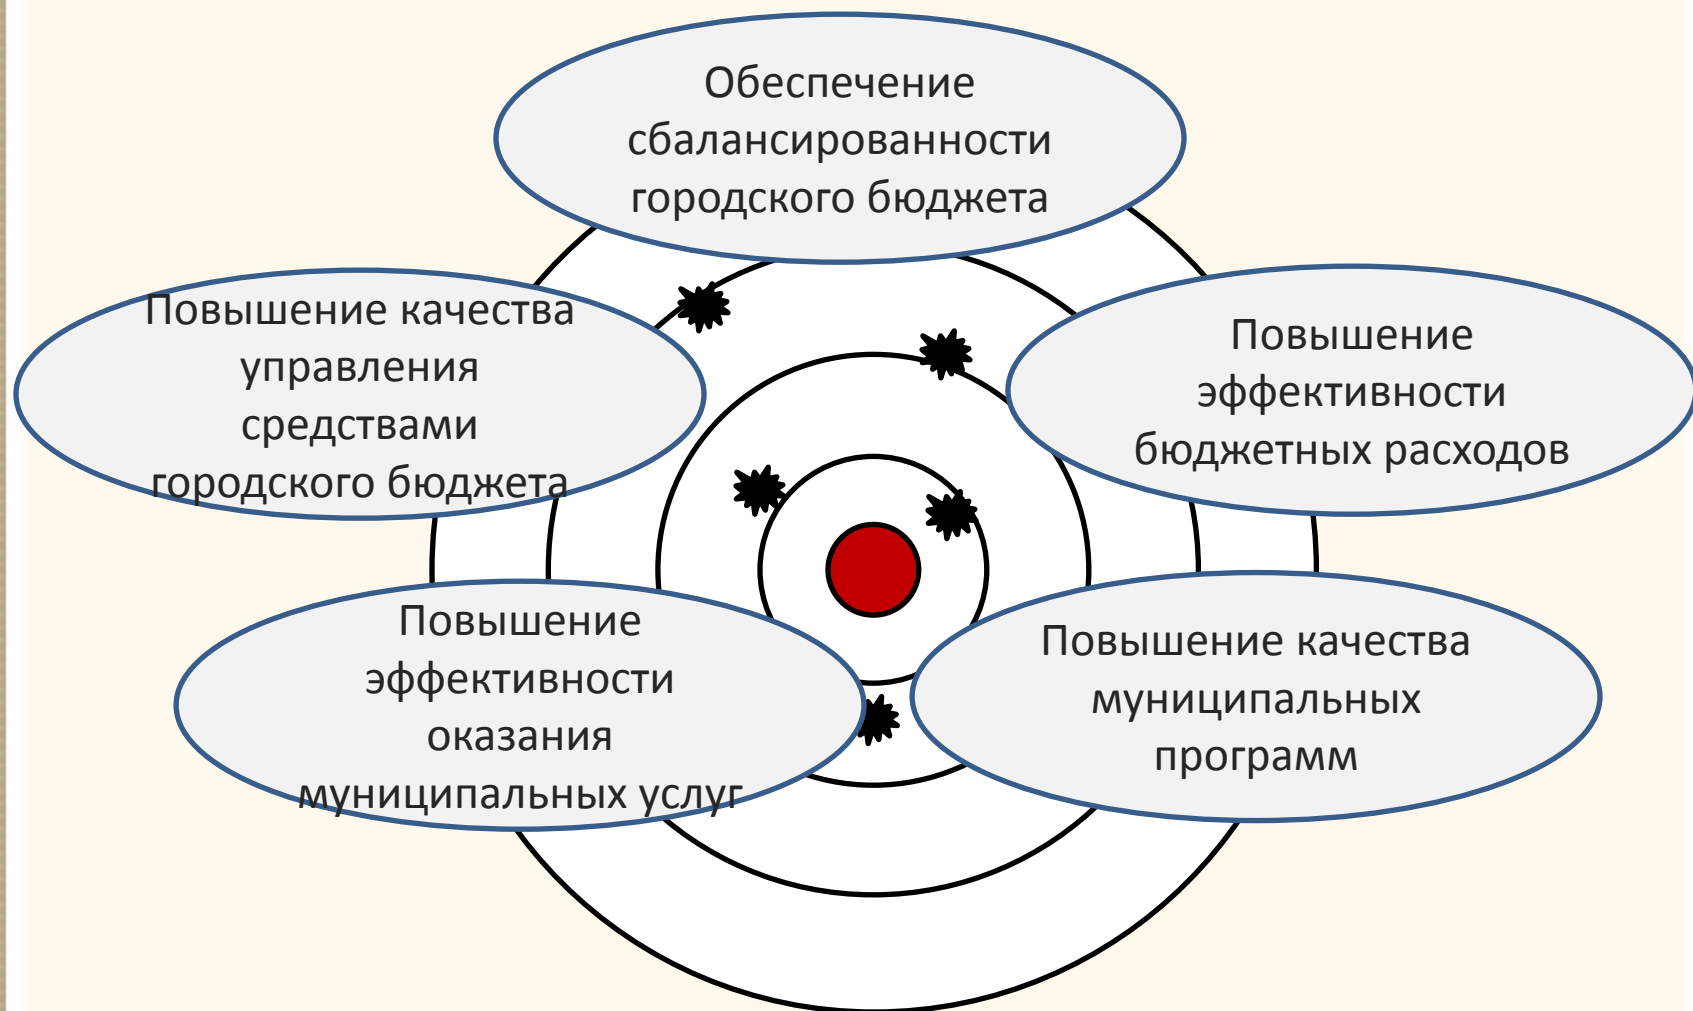 Обеспечение
сбалансированности
городского бюджета
Повышение качества
управления
средствами
городского бюджета
Повышение
эффективности
бюджетных расходов
Повышение
эффективности
оказания
муниципальных услуг
Повышение качества
муниципальных
программ